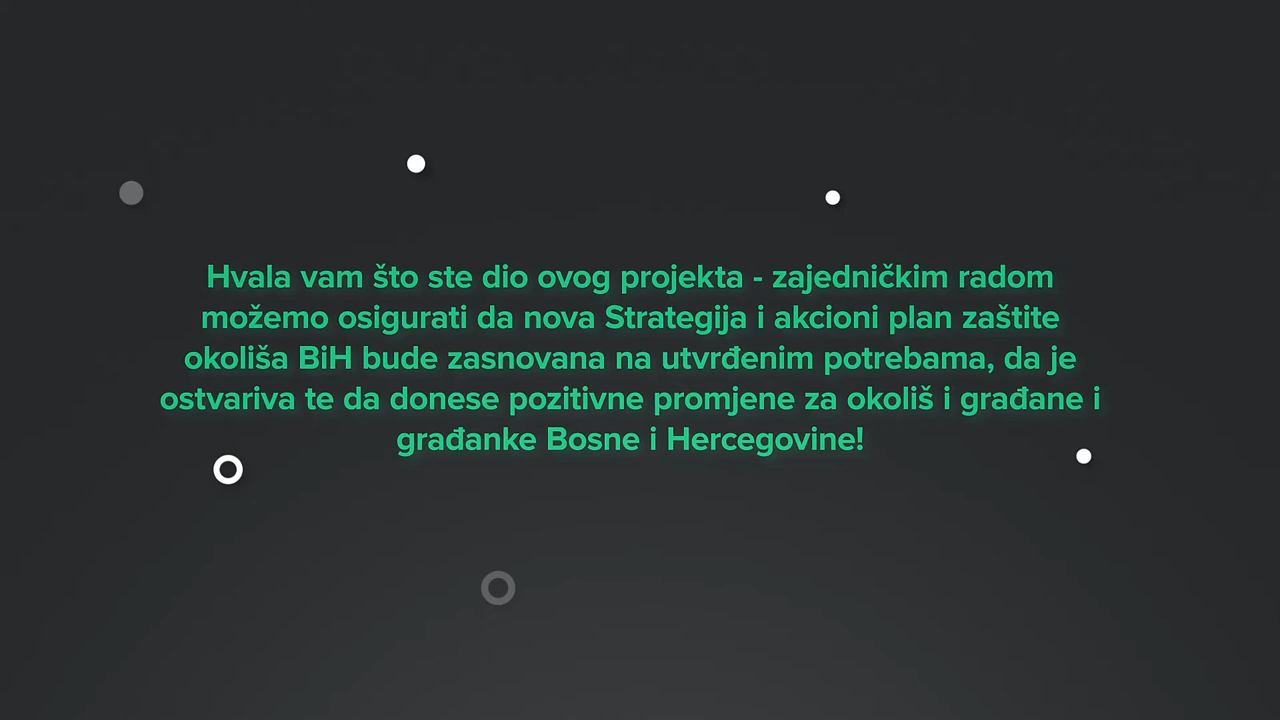 Hvala vam što ste dio ovog projekta - zajedničkim radom
možemo osigurati da nova Strategija i akcioni plan zaštite
okoliša BiH bude zasnovana na utvrđenim potrebama, da je
ostvariva te da donese pozitivne promjene za okoliš i građane i
građanke Bosne i Hercegovine!